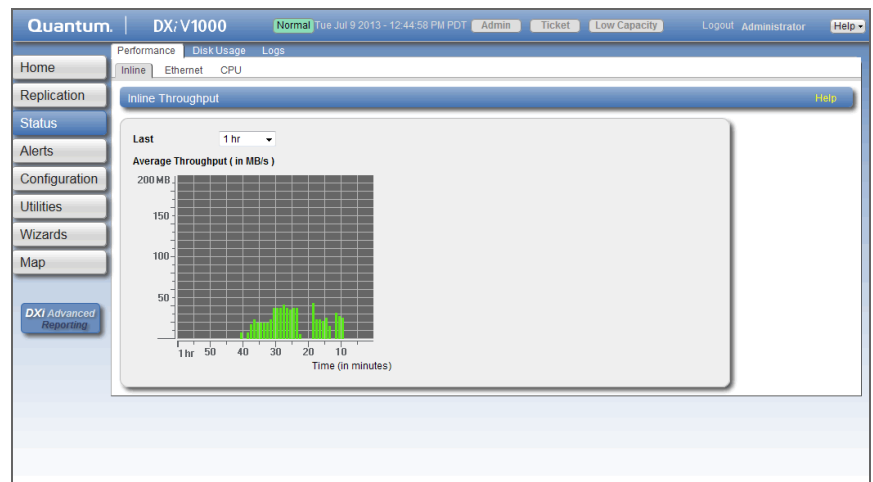 Quantum. | DXi V1000 Normal Tue Jul 9 2013 - 12:44:58 PM PDT Admin Ticket Low Capacity Logout Administrator Help
Performance Disk Usage Logs
Inline Ethernet CPU
Home
Replication
Status
Alerts
Configuration
Utilities
Wizards
Map
DXi Advanced
Reporting
Inline Throughput Help
Last 1 hr
Average Throughput ( in MB/s )
200 MB
150
100
50
1 hr 50 40 30 20 10
Time (in minutes)